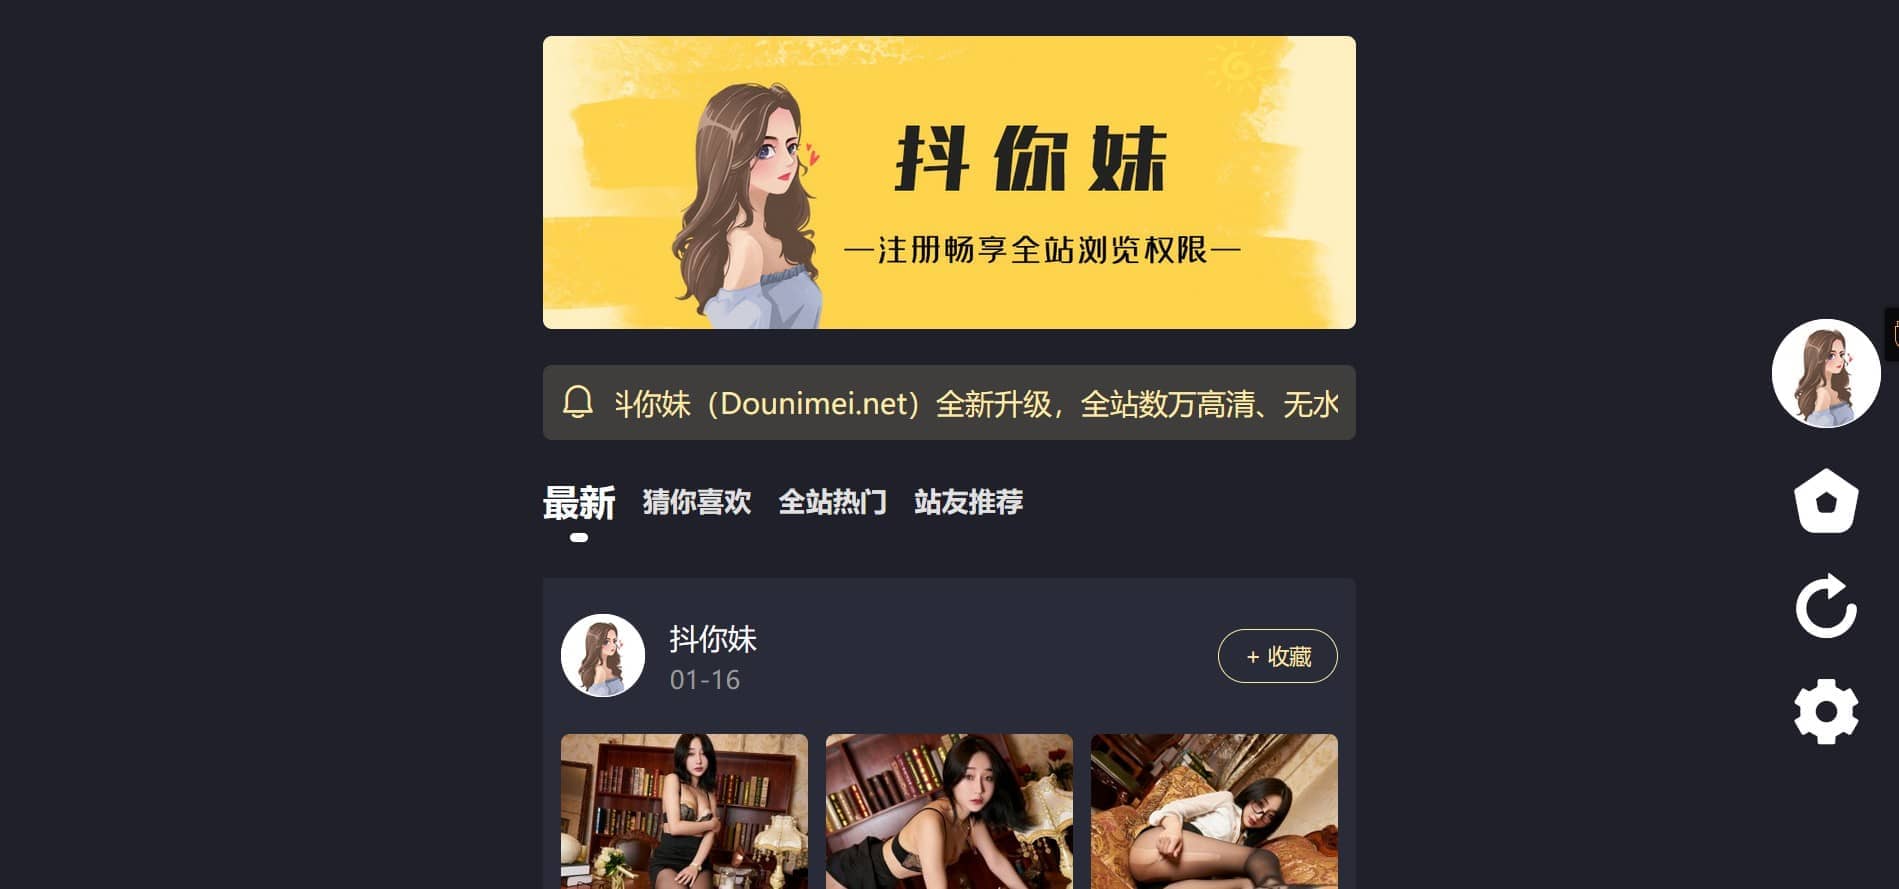 抖你妹
—注册畅享全站浏览权限—
抖你妹（Dounimei.net）全新升级，全站数万高清、无水
最新 猜你喜欢 全站热门 站友推荐
抖你妹
01-16
+ 收藏